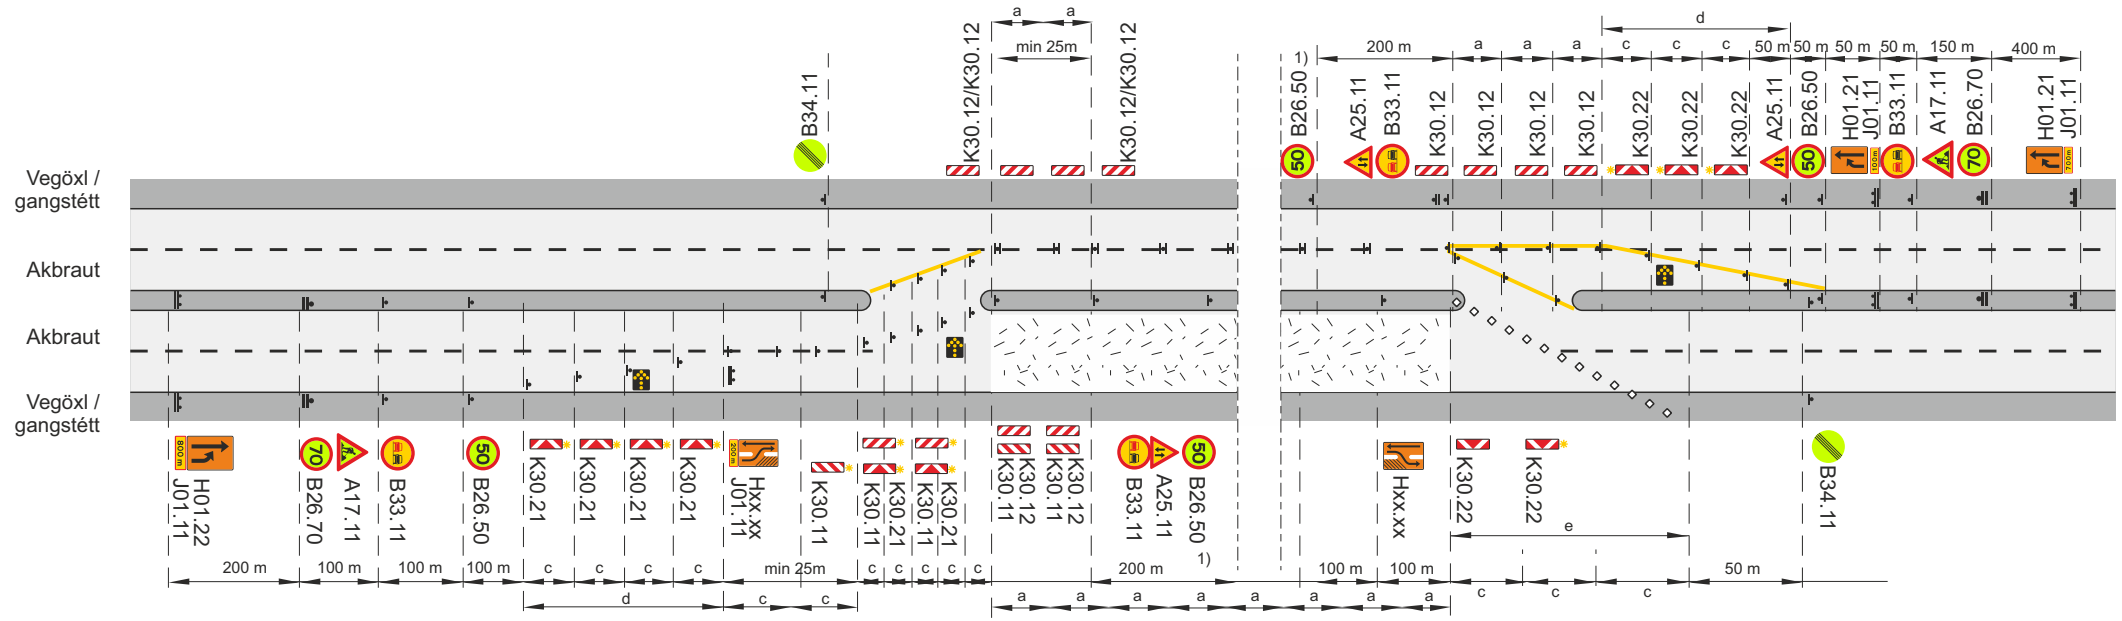 a
a
d
min 25m
1)
200 m
a
a
a
c
c
c
50 m
50 m
50 m
50 m
150 m
400 m
B34.11
K30.12/K30.12
K30.12/K30.12
B26.50
A25.11
B33.11
K30.12
K30.12
K30.12
K30.12
K30.22
K30.22
K30.22
A25.11
B26.50
H01.21
J01.11
B33.11
A17.11
B26.70
H01.21
J01.11
50
50
100m
70
700m
Vegöxl /
gangstétt
Akbraut
Akbraut
Vegöxl /
gangstétt
800 m
70
50
200 m
50
J01.11
H01.22
B26.70
A17.11
B33.11
B26.50
K30.21
K30.21
K30.21
K30.21
J01.11
Hxx.xx
K30.11
K30.11
K30.21
K30.11
K30.21
K30.11
K30.12
K30.11
K30.12
B33.11
A25.11
B26.50
1)
Hxx.xx
K30.22
K30.22
B34.11
e
200 m
100 m
100 m
100 m
c
c
c
c
min 25m
c
c
c
c
c
200 m
100 m
100 m
c
c
c
50 m
d
c
c
a
a
a
a
a
a
a
a